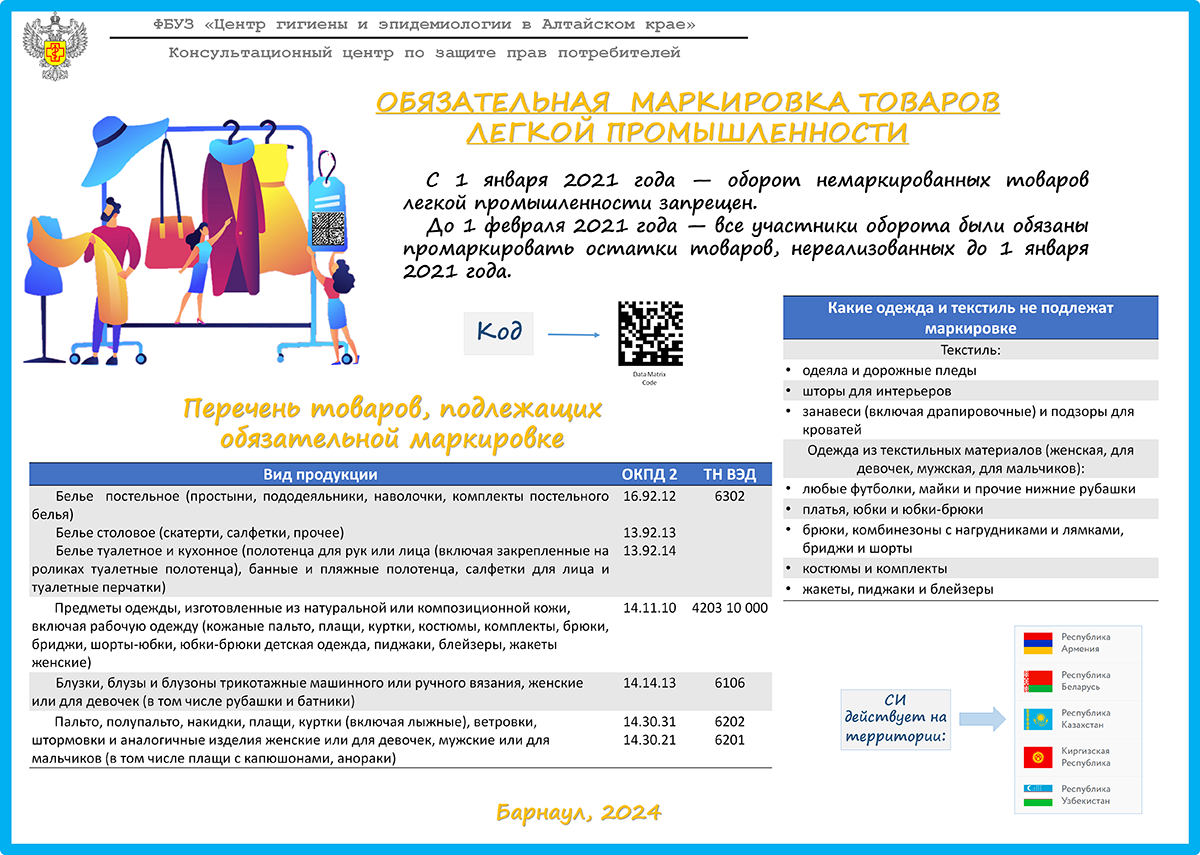 ФБУЗ «Центр гигиены и эпидемиологии в Алтайском крае»
Консультационный центр по защите прав потребителей
ОБЯЗАТЕЛЬНАЯ МАРКИРОВКА ТОВАРОВ
ЛЕГКОЙ ПРОМЫШЛЕННОСТИ
С 1 января 2021 года — оборот немаркированных товаров
легкой промышленности запрещен.
До 1 февраля 2021 года — все участники оборота были обязаны
промаркировать остатки товаров, нереализованных до 1 января
2021 года.
Код
Data Matrix
Code
Перечень товаров, подлежащих
обязательной маркировке
Вид продукции ОКПД 2 ТН ВЭД
Белье постельное (простыни, пододеяльники, наволочки, комплекты постельного 16.92.12 6302
белья)
Белье столовое (скатерти, салфетки, прочее) 13.92.13
Белье туалетное и кухонное (полотенца для рук или лица (включая закрепленные на 13.92.14
роликах туалетные полотенца), банные и пляжные полотенца, салфетки для лица и
туалетные перчатки)
Предметы одежды, изготовленные из натуральной или композиционной кожи, 14.11.10 4203 10 000
включая рабочую одежду (кожаные пальто, плащи, куртки, костюмы, комплекты, брюки,
бриджи, шорты-юбки, юбки-брюки детская одежда, пиджаки, блейзеры, жакеты
женские)
Блузки, блузы и блузоны трикотажные машинного или ручного вязания, женские 14.14.13 6106
или для девочек (в том числе рубашки и батники)
Пальто, полупальто, накидки, плащи, куртки (включая лыжные), ветровки, 14.30.31 6202
штормовки и аналогичные изделия женские или для девочек, мужские или для 14.30.21 6201
мальчиков (в том числе плащи с капюшонами, анораки)
Какие одежда и текстиль не подлежат
маркировке
Текстиль:
• одеяла и дорожные пледы
• шторы для интерьеров
• занавеси (включая драпировочные) и подзоры для
кроватей
Одежда из текстильных материалов (женская, для
девочек, мужская, для мальчиков):
• любые футболки, майки и прочие нижние рубашки
• платья, юбки и юбки-брюки
• брюки, комбинезоны с нагрудниками и лямками,
бриджи и шорты
• костюмы и комплекты
• жакеты, пиджаки и блейзеры
СИ
действует на
территории:
Республика
Армения
Республика
Беларусь
Республика
Казахстан
Киргизская
Республика
Республика
Узбекистан
Барнаул, 2024